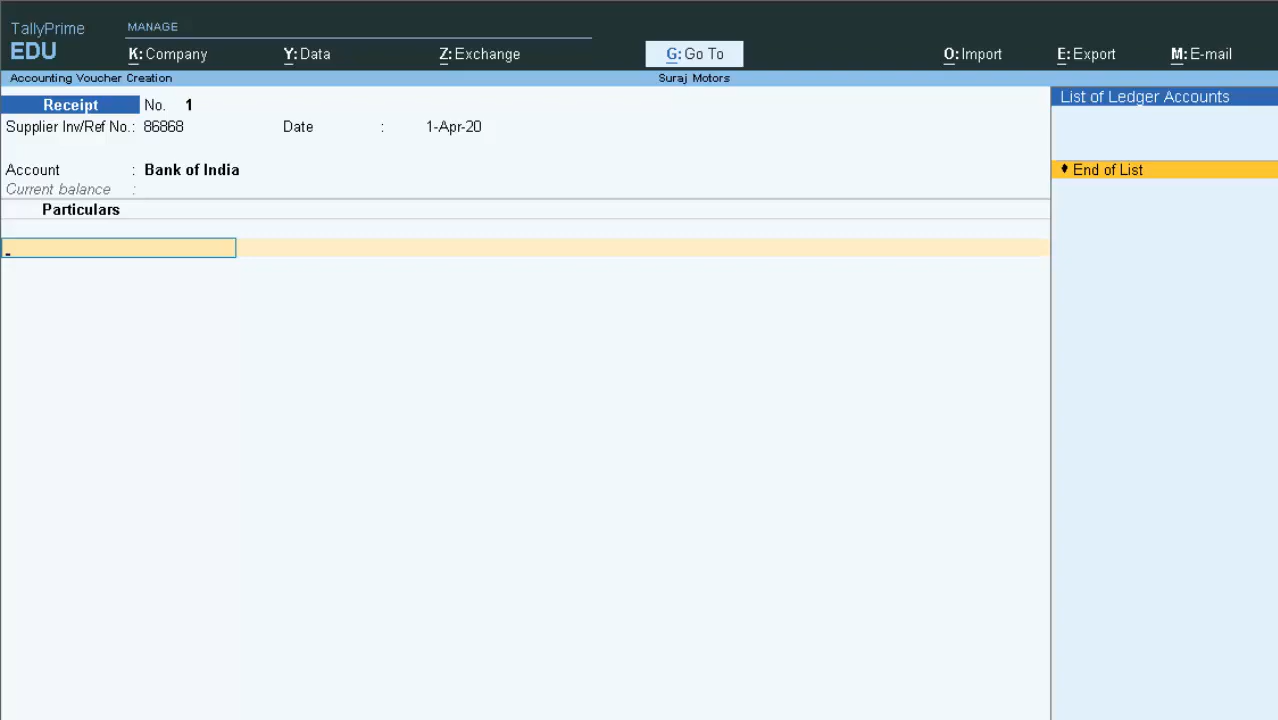 TallyPrime
EDU
MANAGE
K: Company Y: Data Z: Exchange G: Go To O: Import E: Export M: E-mail
Accounting Voucher Creation Suraj Motors
Receipt No. 1
Supplier Inv/Ref No.: 86868 Date : 1-Apr-20
Account : Bank of India
Current balance :
Particulars
List of Ledger Accounts
♦ End of List